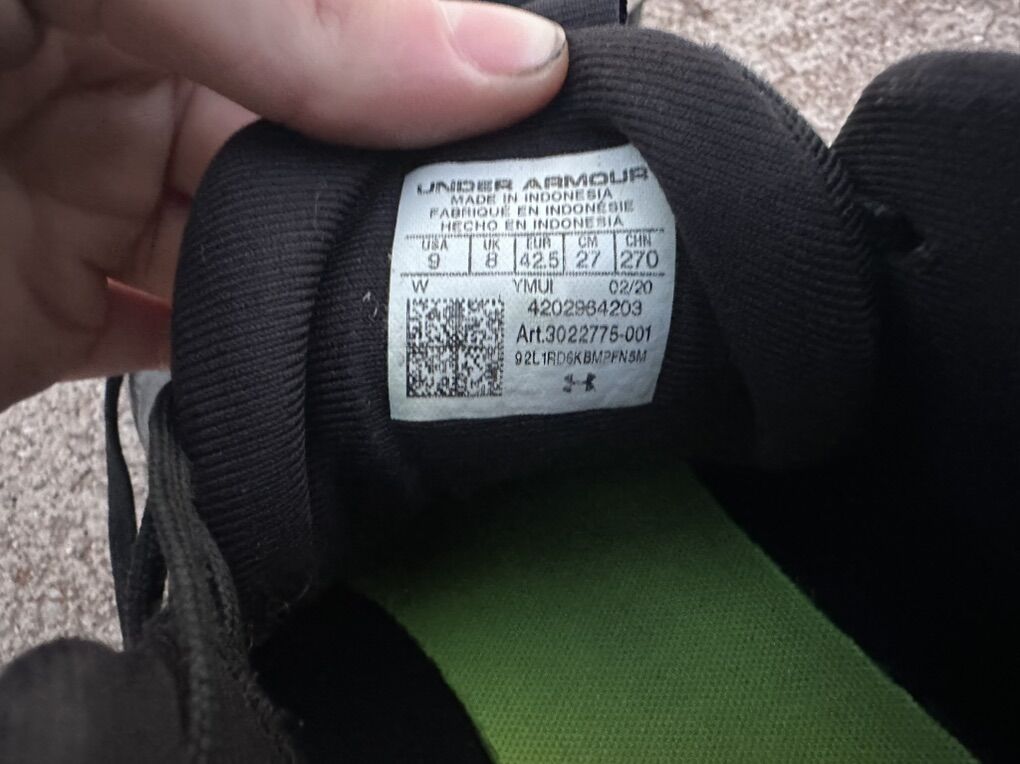 UNDER ARMOUR
MADE IN INDONESIA
FABRIQUÉ EN INDONÉSIE
HECHO EN INDONESIA
USA UK EUR CM CHN
9 8 42.5 27 270
W YMUI 02/20
4202964203
Art.3022775-001